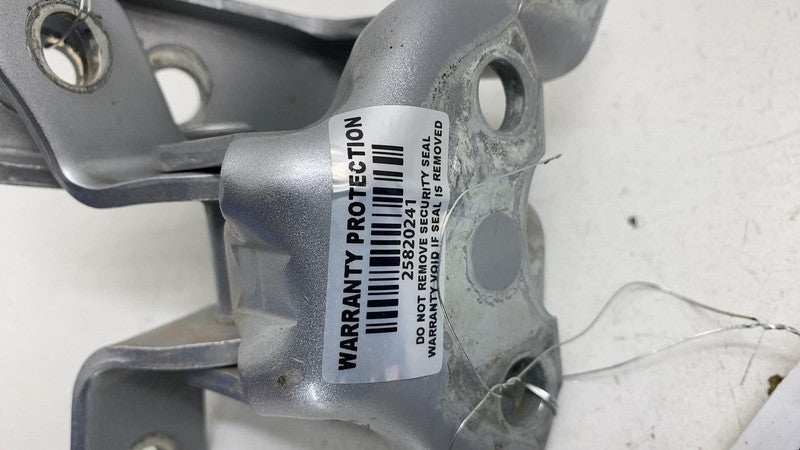 WARRANTY PROTECTION
25820241
DO NOT REMOVE SECURITY SEAL
WARRANTY VOID IF SEAL IS REMOVED